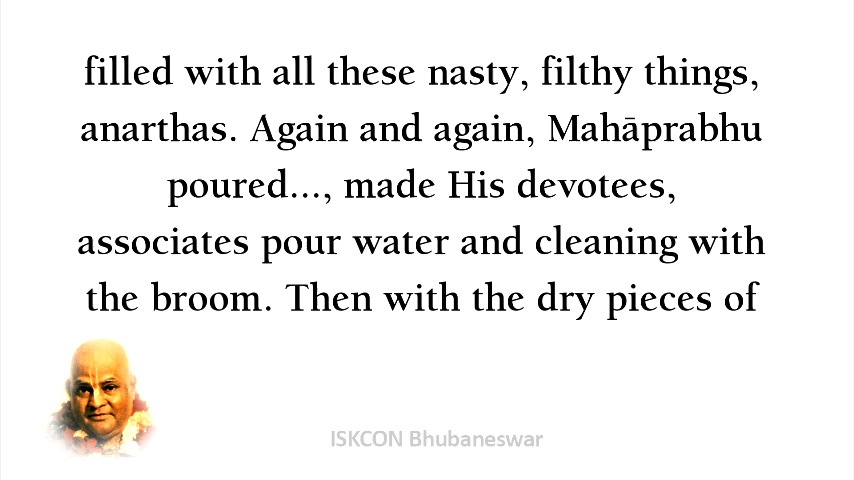 filled with all these nasty, filthy things,
anarthas. Again and again, Mahāprabhu
poured..., made His devotees,
associates pour water and cleaning with
the broom. Then with the dry pieces of
ISKCON Bhubaneswar